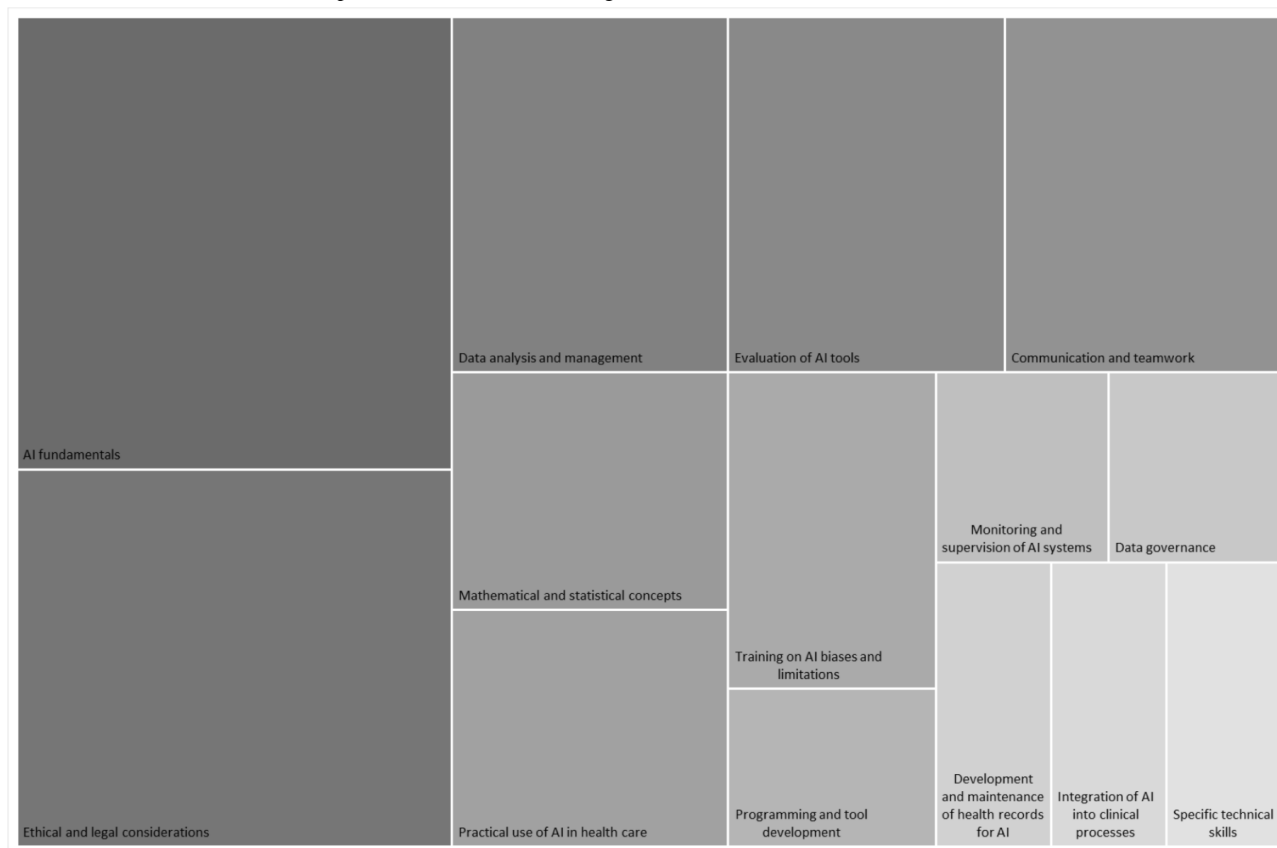 AI fundamentals
Ethical and legal considerations
Data analysis and management
Mathematical and statistical concepts
Practical use of AI in health care
Evaluation of AI tools
Communication and teamwork
Training on AI biases and
limitations
Programming and tool
development
Monitoring and
supervision of AI systems
Data governance
Development
and maintenance
of health records
for AI
Integration of AI
into clinical
processes
Specific technical
skills